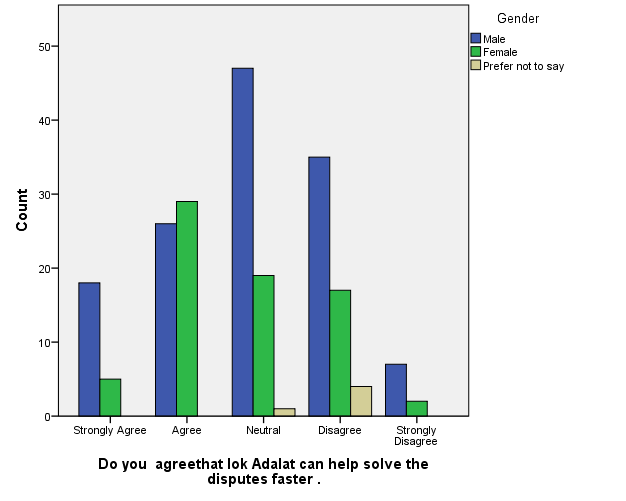 Gender
Male
Female
Prefer not to say
50
40
30
20
10
0
Count
Strongly Agree
Agree
Neutral
Disagree
Strongly
Disagree
Do you  agreethat lok Adalat can help solve the
disputes faster .